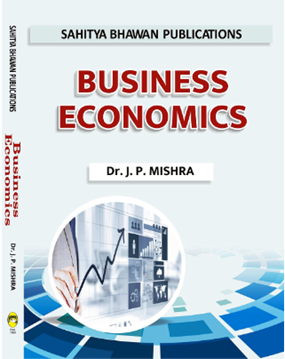 SAHITYA BHAWAN PUBLICATIONS
BUSINESS
ECONOMICS
Dr. J. P. MISHRA
SAHITYA BHAWAN PUBLICATIONS
Business
Economics
Dr. J. P. MISHRA